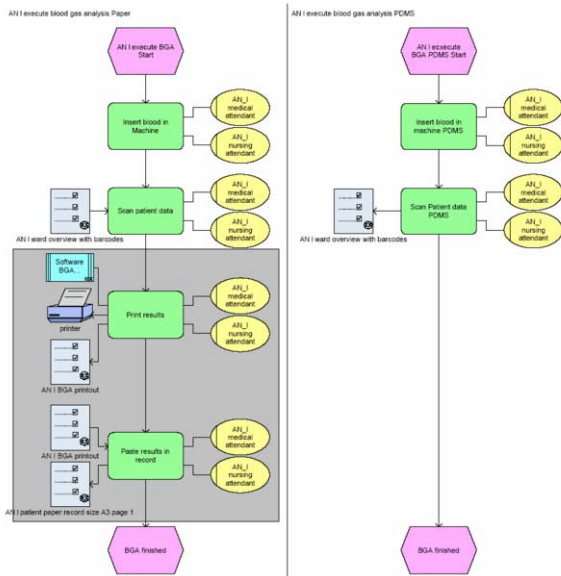 AN I execute blood gas analysis Paper
AN I execute BGA
Start
Insert blood in
Machine
AN_I
medical
attendant
AN_I
nursing
attendant
Scan patient data
AN_I
medical
attendant
AN_I
nursing
attendant
AN I ward overview with barcodes
Software
BGA...
printer
Print results
AN_I
medical
attendant
AN_I
nursing
attendant
AN I BGA printout
AN I BGA printout
Paste results in
record
AN_I
medical
attendant
AN_I
nursing
attendant
AN I patient paper record size A3 page 1
BGA finished
AN I execute blood gas analysis PDMS
AN I ecxecute
BGA PDMS Start
Insert blood in
machine PDMS
AN_I
medical
attendant
AN_I
nursing
attendant
Scan Patient data
PDMS
AN_I
medical
attendant
AN_I
nursing
attendant
AN I ward overview with barcodes
BGA finished